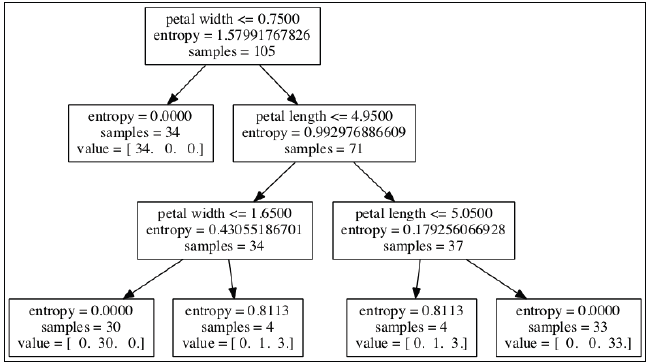 petal width <= 0.7500
entropy = 1.57991767826
samples = 105
entropy = 0.0000
samples = 34
value = [ 34. 0. 0.]
petal length <= 4.9500
entropy = 0.992976886609
samples = 71
petal width <= 1.6500
entropy = 0.43055186701
samples = 34
petal length <= 5.0500
entropy = 0.179256066928
samples = 37
entropy = 0.0000
samples = 30
value = [ 0. 30. 0.]
entropy = 0.8113
samples = 4
value = [ 0. 1. 3.]
entropy = 0.8113
samples = 4
value = [ 0. 1. 3.]
entropy = 0.0000
samples = 33
value = [ 0. 0. 33.]